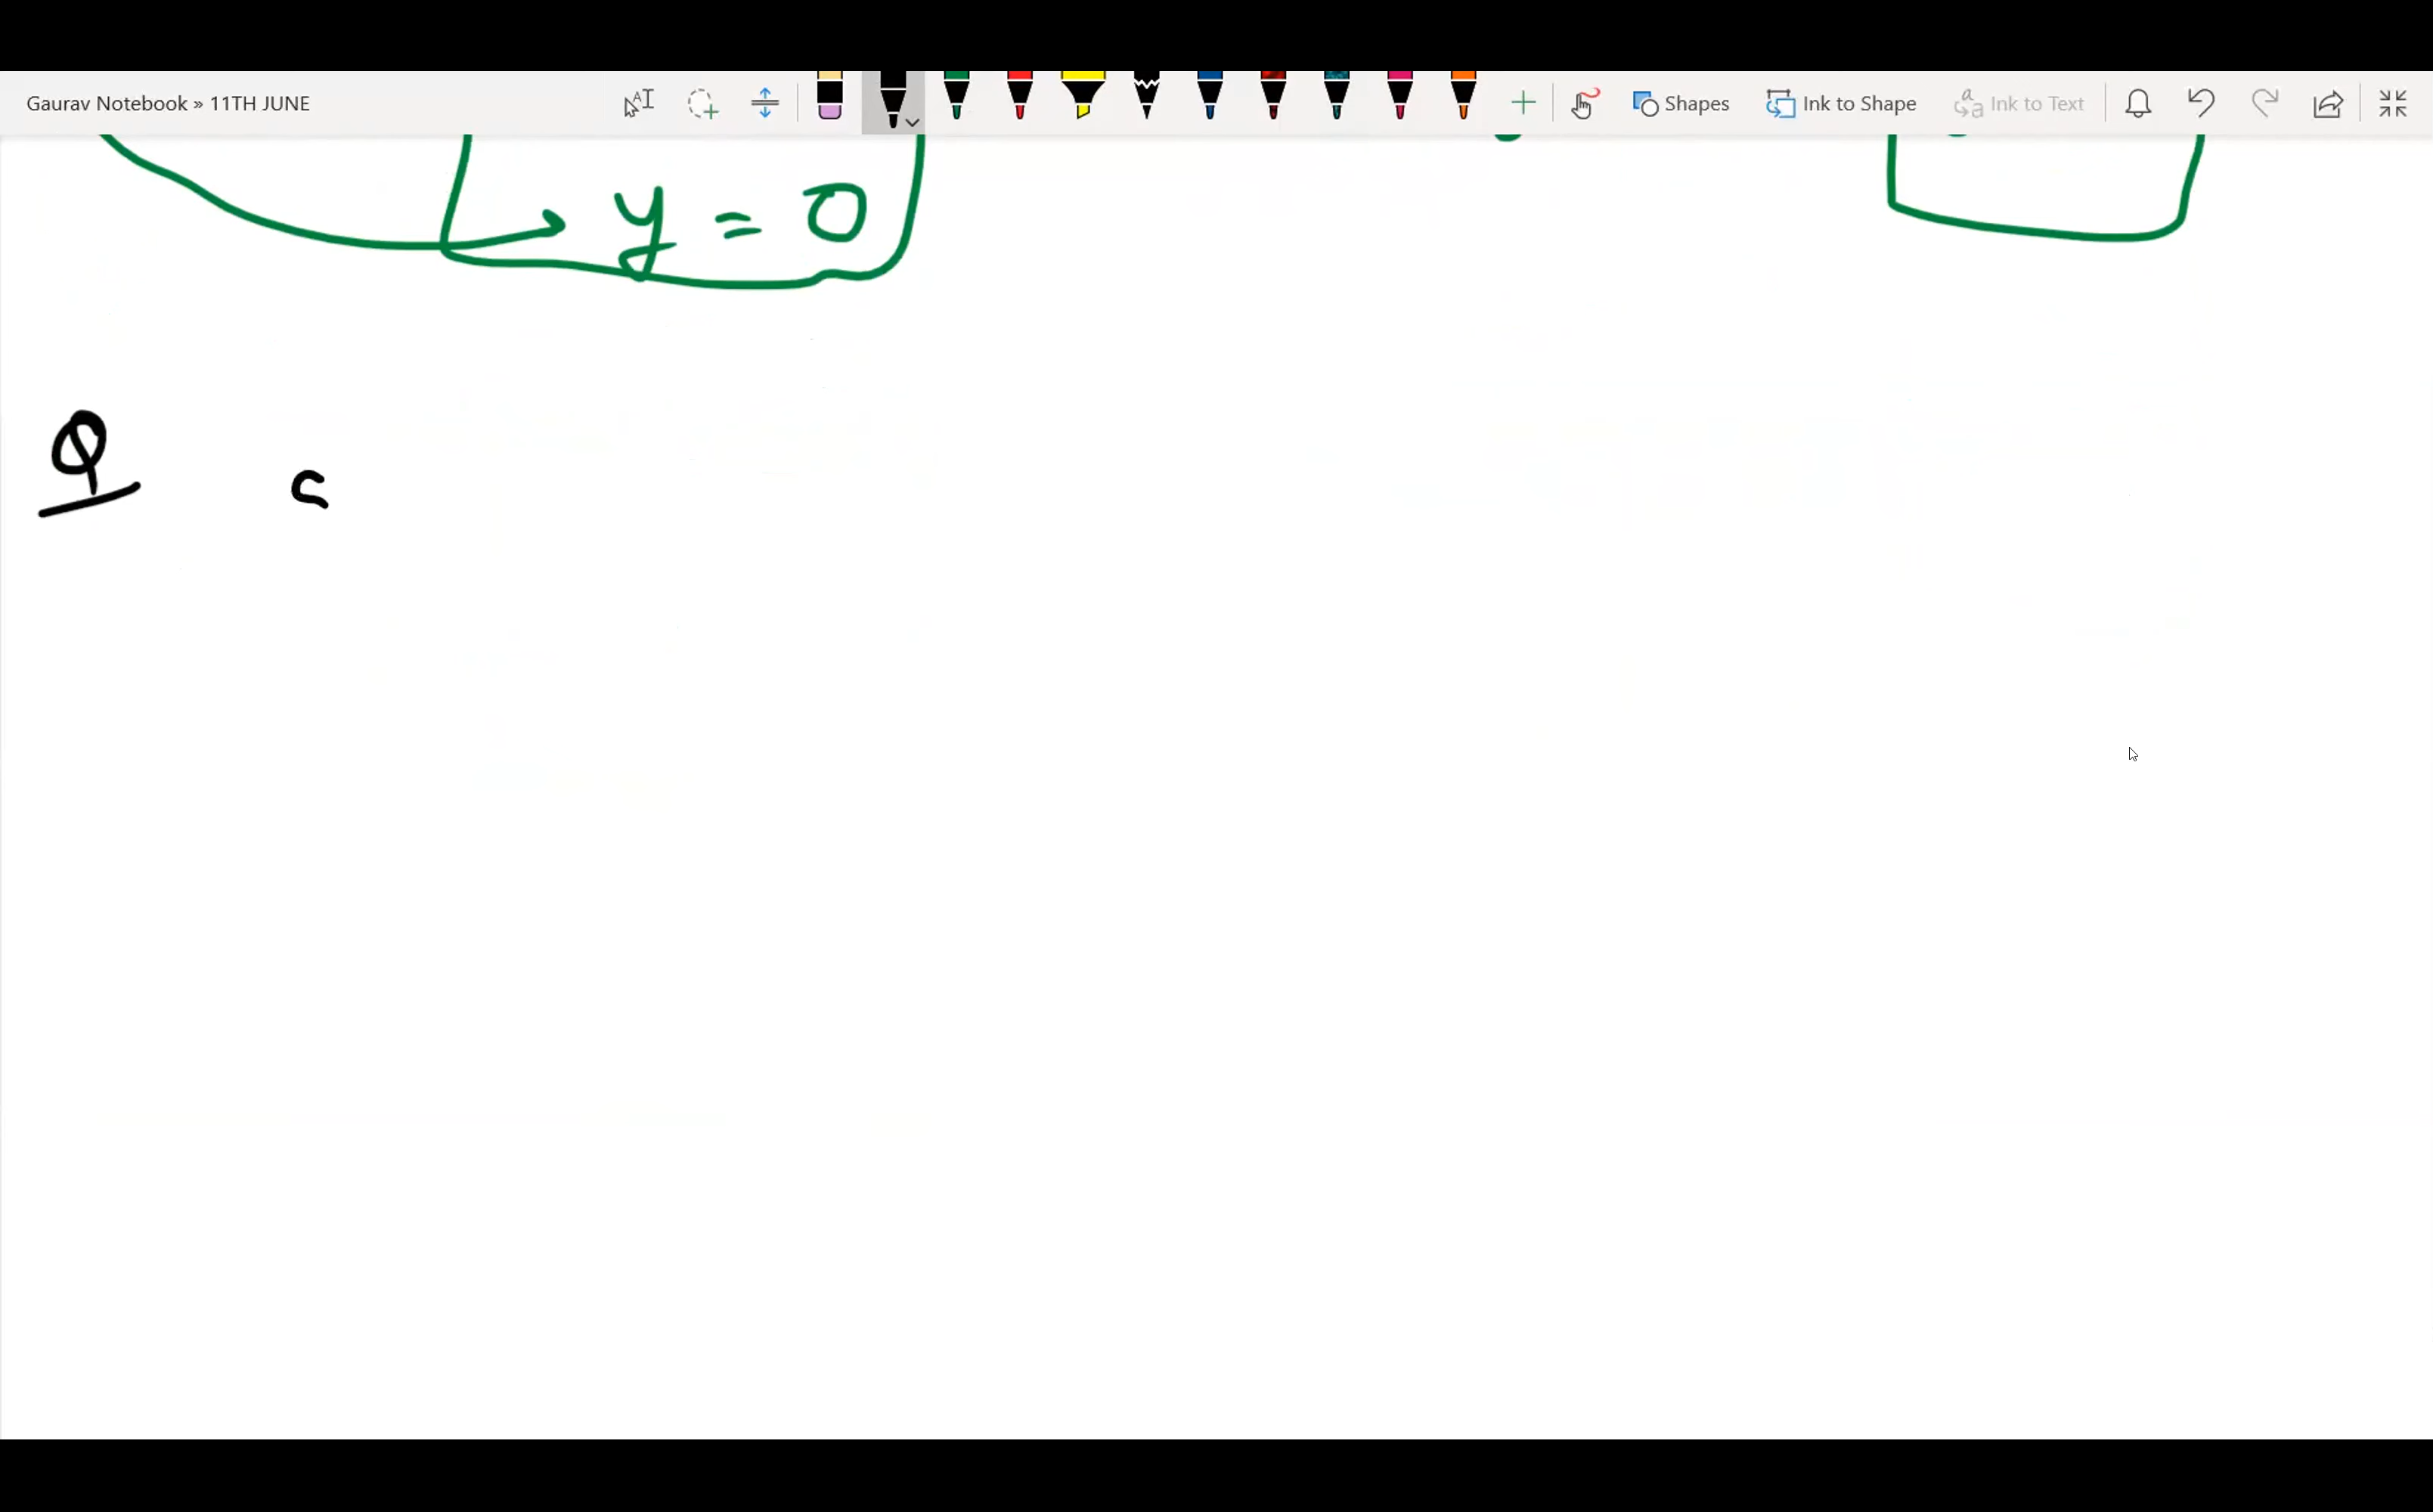 Gaurav Notebook » 11TH JUNE Shapes Ink to Shape Ink to Text
y = 0
Q